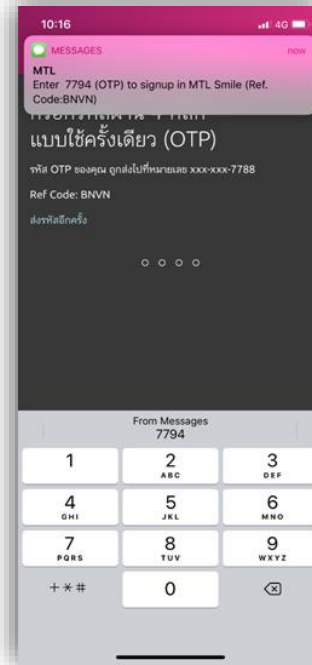 10:16
4G
MESSAGES
now
MTL
Enter 7794 (OTP) to signup in MTL Smile (Ref.
Code:BNVN)
แบบใช้ครั้งเดียว (OTP)
รหัส OTP ของคุณ ถูกส่งไปที่หมายเลข xxx-xxx-7788
Ref Code: BNVN
ส่งรหัสอีกครั้ง
From Messages
7794
1
2
ABC
3
DEF
4
GHI
5
JKL
6
MNO
7
PQRS
8
TUV
9
WXYZ
+*#
0